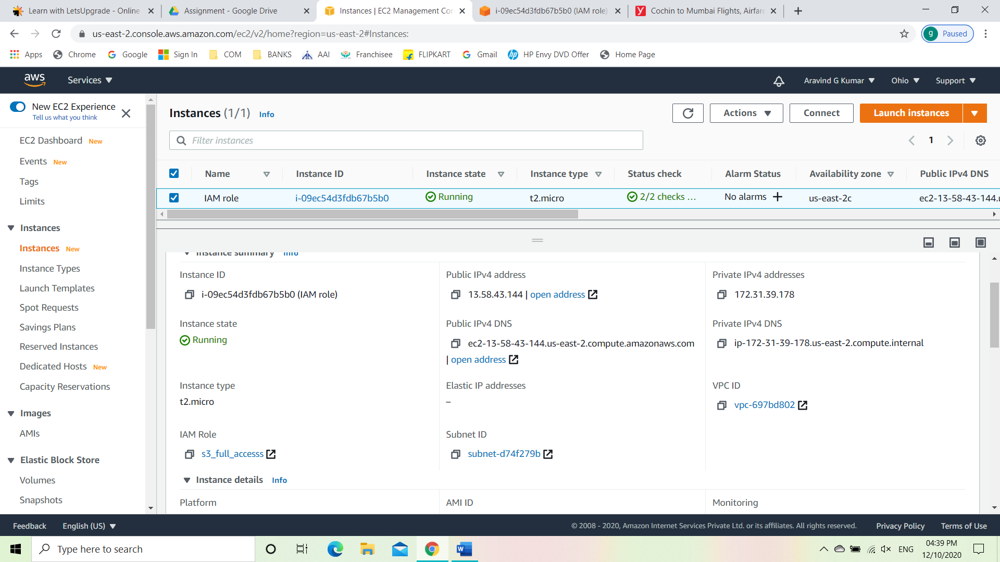 Learn with LetsUpgrade - Online
Assignment - Google Drive
Instances | EC2 Management Con
i-09ec54d3fdb67b5b0 (IAM role)
Cochin to Mumbai Flights, Airfare
us-east-2.console.aws.amazon.com/ec2/v2/home?region=us-east-2#Instances:
g Paused
Apps
Chrome
Google
Sign In
COM
BANKS
AAI
Franchisee
FLIPKART
Gmail
HP Envy DVD Offer
Home Page
aws
Services
Aravind G Kumar
Ohio
Support
New EC2 Experience
Tell us what you think
EC2 Dashboard New
Events New
Tags
Limits
Instances
Instances New
Instance Types
Launch Templates
Spot Requests
Savings Plans
Reserved Instances
Dedicated Hosts New
Capacity Reservations
Images
AMIs
Elastic Block Store
Volumes
Snapshots
Instances (1/1) Info
Actions
Connect
Launch instances
Filter instances
1
Name Instance ID Instance state Instance type Status check Alarm Status Availability zone Public IPv4 DNS
IAM role i-09ec54d3fdb67b5b0 Running t2.micro 2/2 checks ... No alarms + us-east-2c ec2-13-58-43-144.u
Instance summary Info
Instance ID
i-09ec54d3fdb67b5b0 (IAM role)
Public IPv4 address
13.58.43.144 | open address
Private IPv4 addresses
172.31.39.178
Instance state
Running
Public IPv4 DNS
ec2-13-58-43-144.us-east-2.compute.amazonaws.com
| open address
Private IPv4 DNS
ip-172-31-39-178.us-east-2.compute.internal
Instance type
t2.micro
Elastic IP addresses
–
VPC ID
vpc-697bd802
IAM Role
s3_full_accesss
Subnet ID
subnet-d74f279b
Instance details Info
Platform
AMI ID
Monitoring
Feedback
English (US)
© 2008 - 2020, Amazon Internet Services Private Ltd. or its affiliates. All rights reserved.
Privacy Policy
Terms of Use
Type here to search
ENG
04:39 PM
12/10/2020